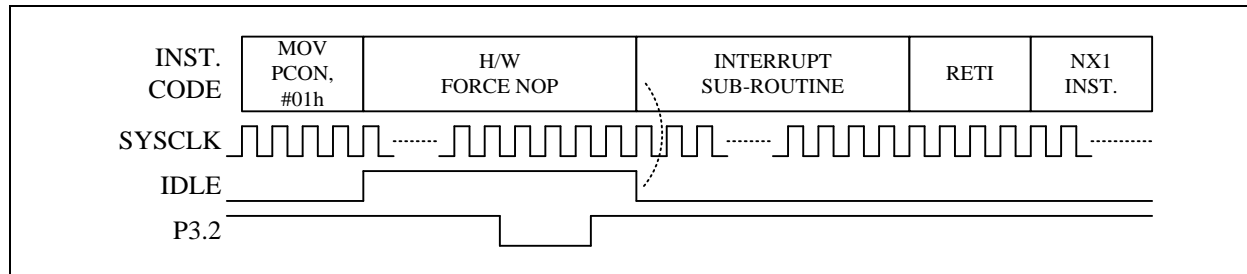 INST.
CODE
MOV
PCON,
#01h
H/W
FORCE NOP
INTERRUPT
SUB-ROUTINE
RETI
NX1
INST.
SYSCLK
IDLE
P3.2